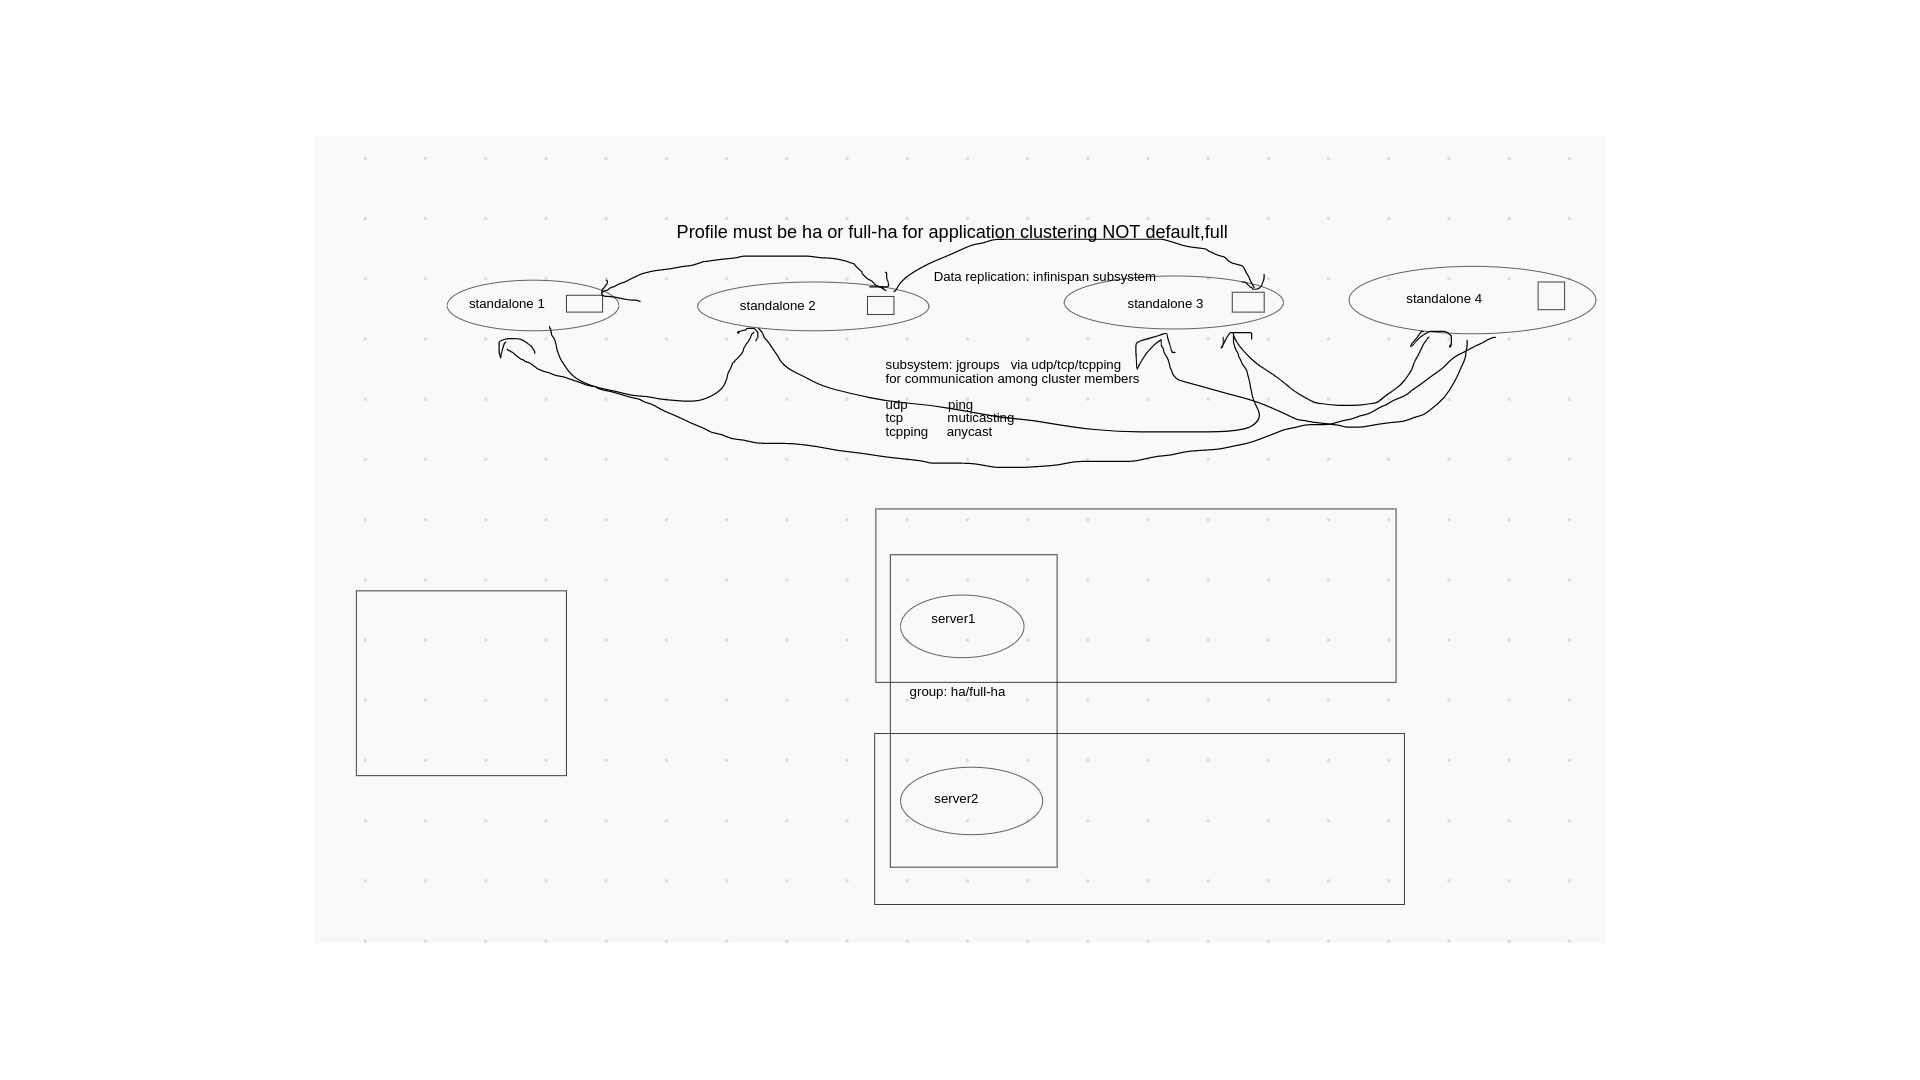 Profile must be ha or full-ha for application clustering NOT default,full
Data replication: infinispan subsystem
standalone 1
standalone 2
standalone 3
standalone 4
subsystem: jgroups   via udp/tcp/tcpping
for communication among cluster members
udp ping
tcp muticasting
tcpping anycast
server1
group: ha/full-ha
server2